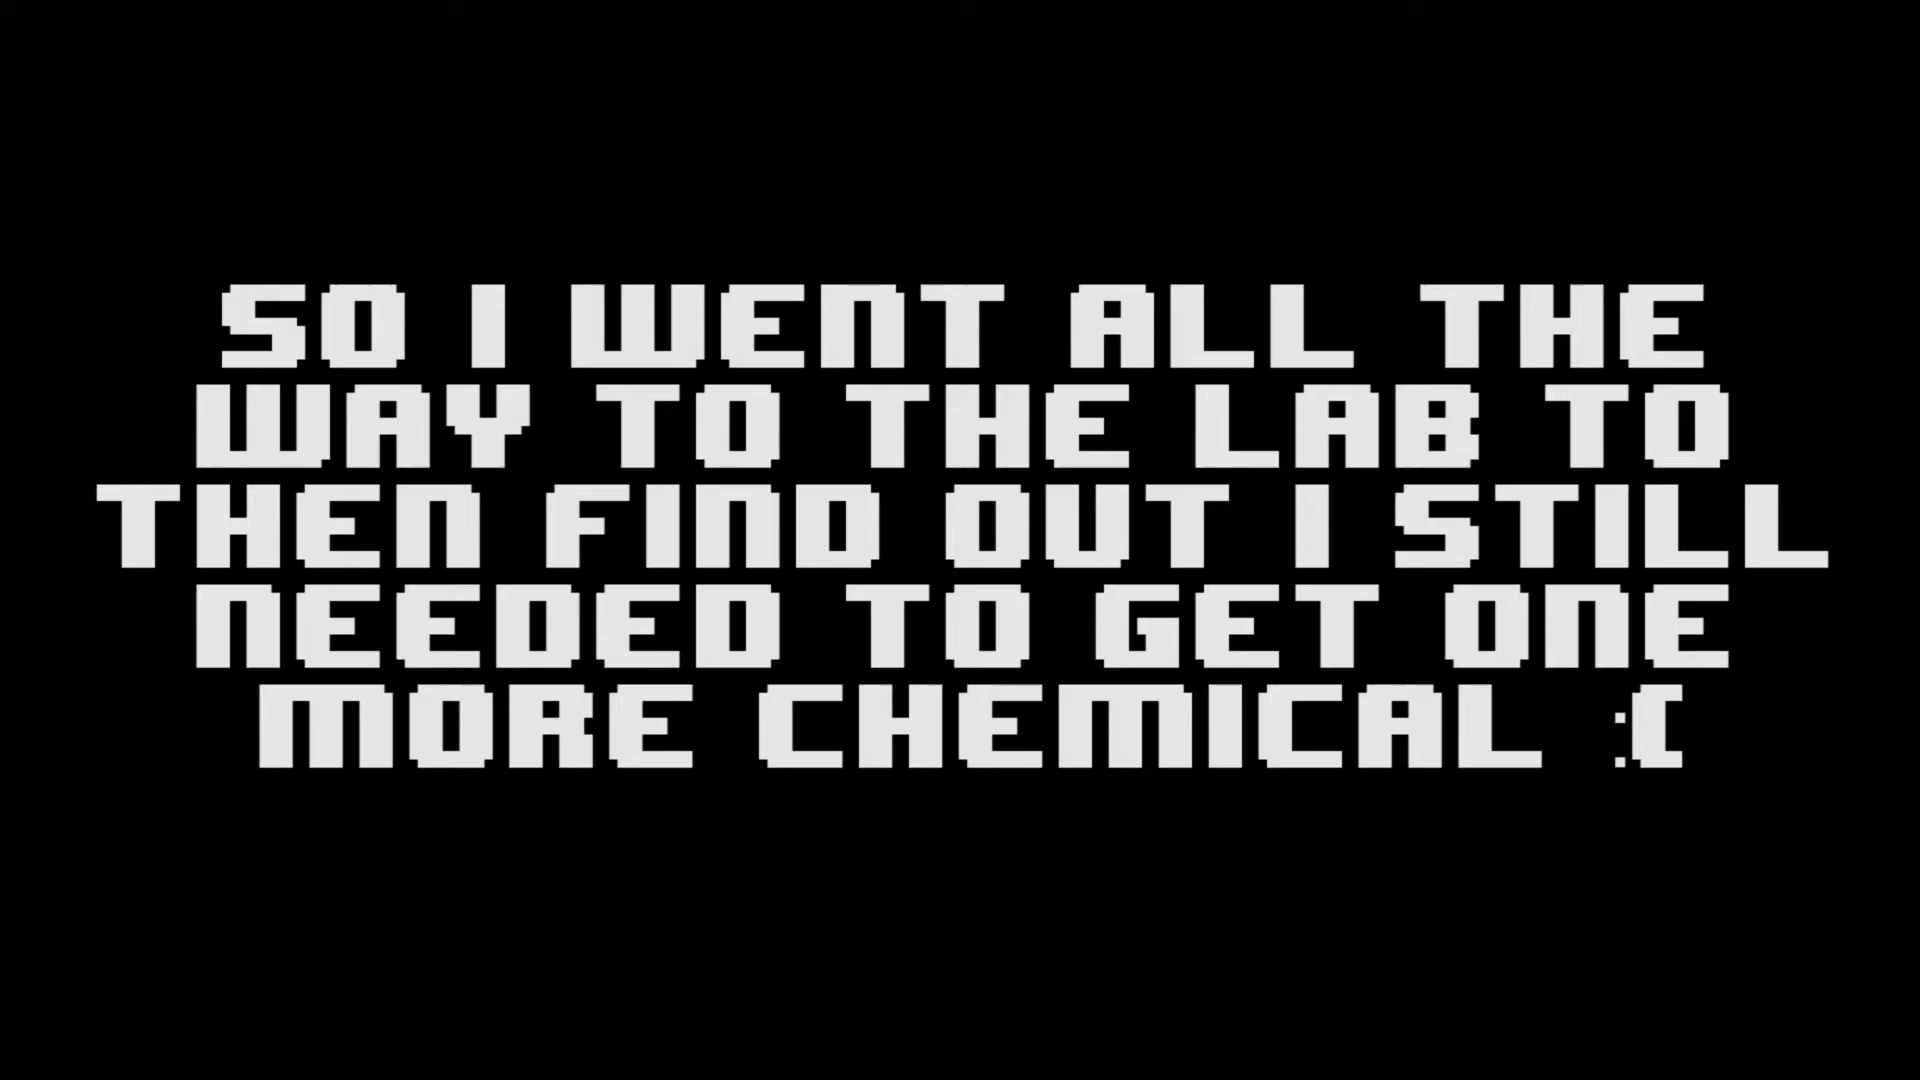 SO I WENT ALL THE
WAY TO THE LAB TO
THEN FIND OUT I STILL
NEEDED TO GET ONE
MORE CHEMICAL :(